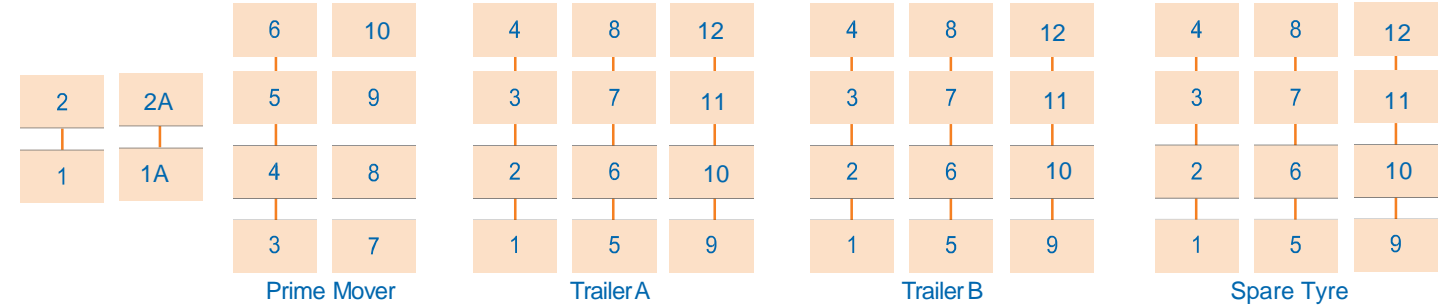 6 10 4 8 12 4 8 12 4 8 12
2 2A 5 9 3 7 11 3 7 11 3 7 11
1 1A 4 8 2 6 10 2 6 10 2 6 10
3 7 1 5 9 1 5 9 1 5 9
Prime Mover Trailer A Trailer B Spare Tyre